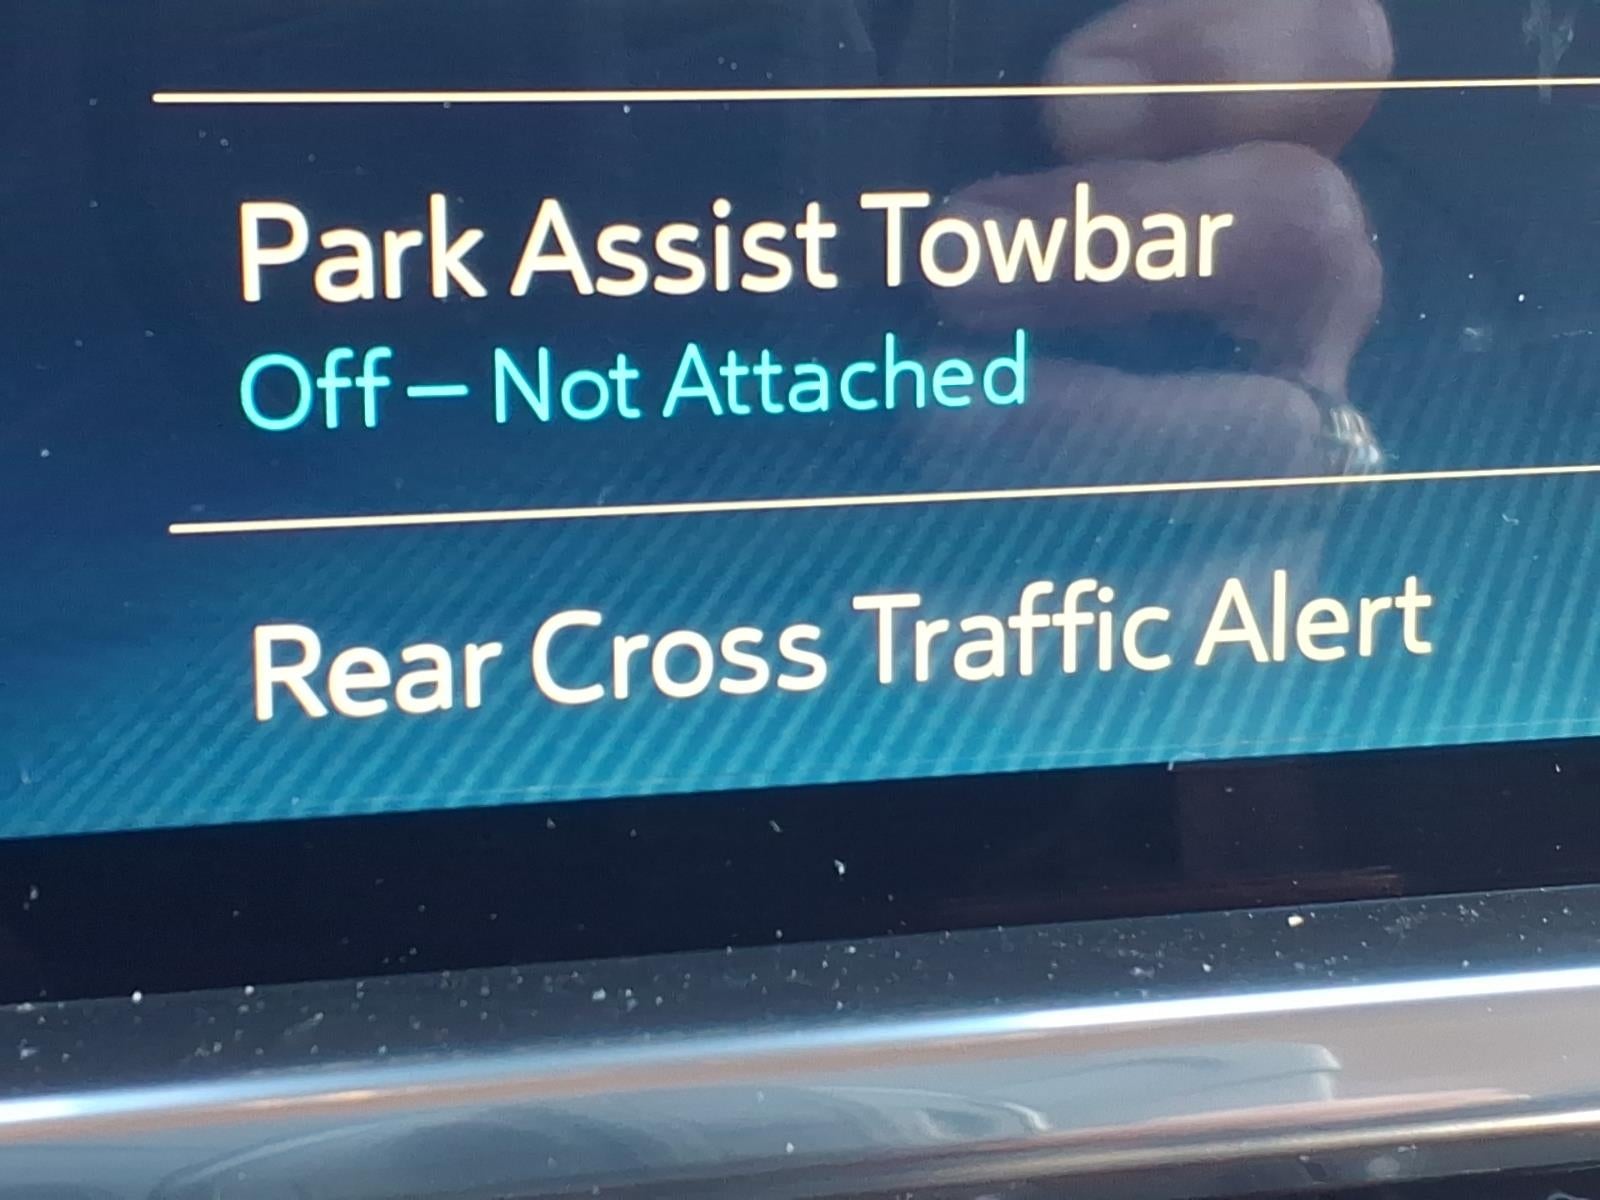 Park Assist Towbar
Off – Not Attached
Rear Cross Traffic Alert